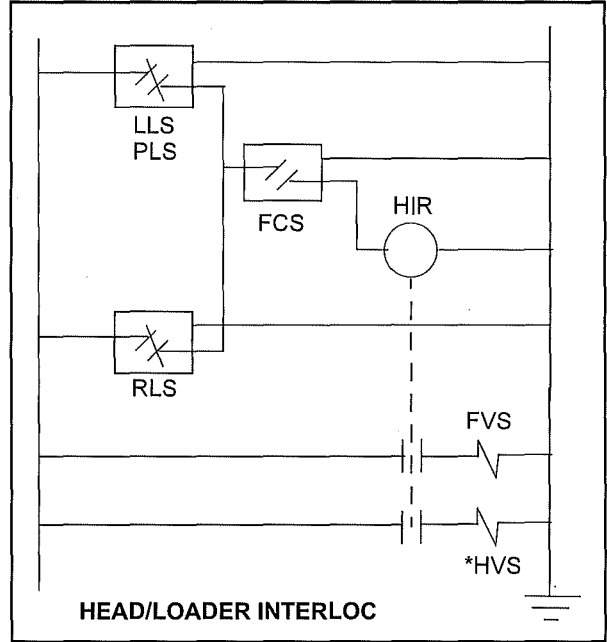 LLS
PLS
FCS
HIR
RLS
FVS
*HVS
HEAD/LOADER INTERLOC